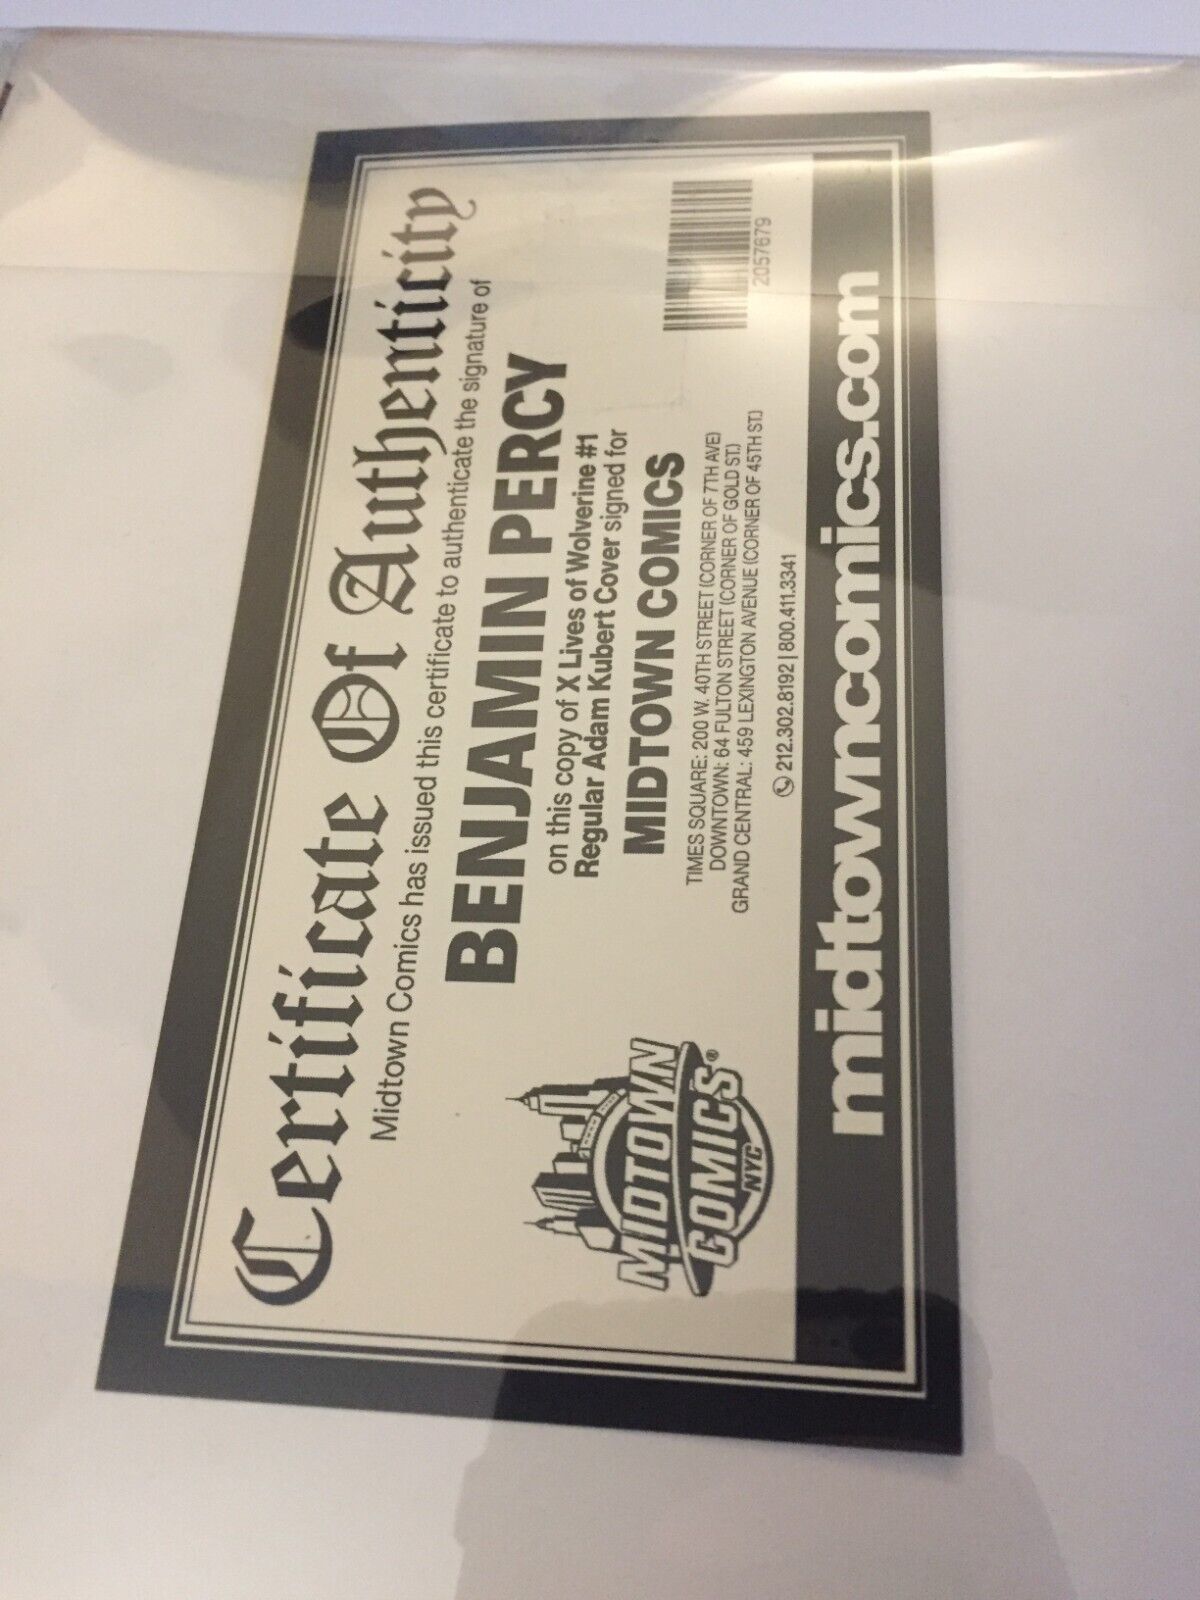 Certificate Of Authenticity
Midtown Comics has issued this certificate to authenticate the signature of
BENJAMIN PERCY
on this copy of X Lives of Wolverine #1
Regular Adam Kubert Cover signed for
MIDTOWN COMICS
TIMES SQUARE: 200 W. 40TH STREET (CORNER OF 7TH AVE)
DOWNTOWN: 64 FULTON STREET (CORNER OF GOLD ST.)
GRAND CENTRAL: 459 LEXINGTON AVENUE (CORNER OF 45TH ST.)
212.302.8192 | 800.411.3341
MIDTOWN
COMICS®
NYC
2057679
midtowncomics.com